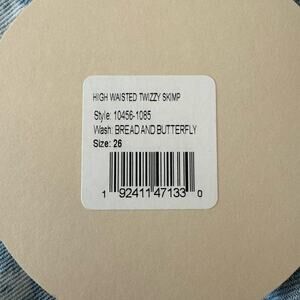 HIGH WAISTED TWIZZY SKIMP
Style: 10456-1085
Wash: BREAD AND BUTTERFLY
Size: 26
1 92411 47133 0